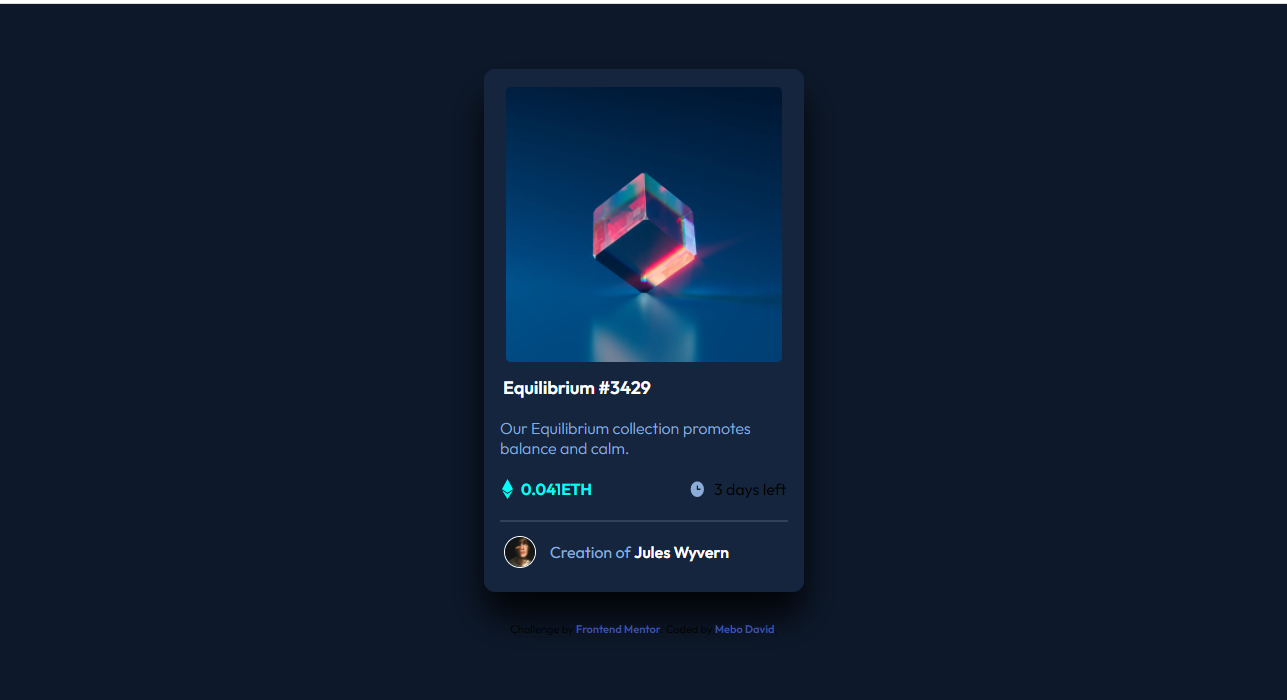 Equilibrium #3429
Our Equilibrium collection promotes
balance and calm.
0.041ETH
3 days left
Creation of Jules Wyvern
Challenge by Frontend Mentor. Coded by Mebo David